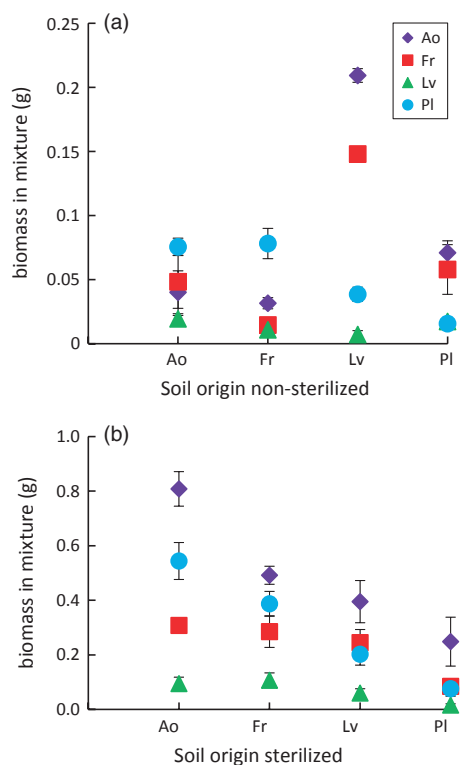 (a)
Ao
Fr
Lv
Pl
0.25
0.2
0.15
0.1
0.05
0
biomass in mixture (g)
Ao Fr Lv Pl
Soil origin non-sterilized
(b)
1.0
0.8
0.6
0.4
0.2
0.0
biomass in mixture (g)
Ao Fr Lv Pl
Soil origin sterilized